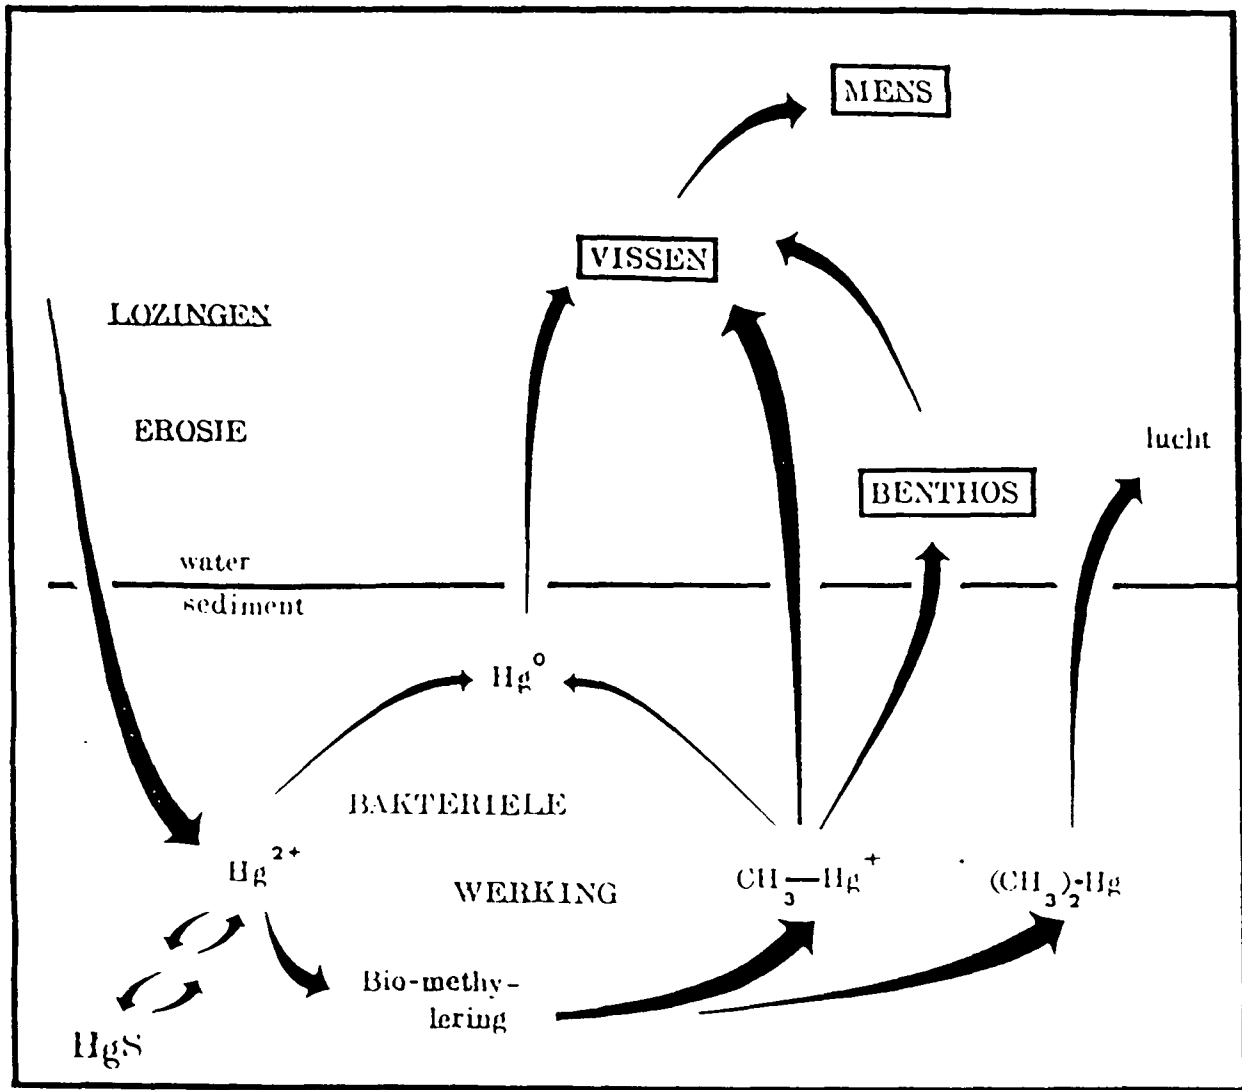 MENS
VISSEN
LOZINGEN
EROSIE
lucht
BENTHOS
water
sediment
Hg⁰
BAKTERIELE
Hg²⁺
WERKING
CH₃—Hg⁺
(CH₃)₂-Hg
Bio-methy-
lering
HgS